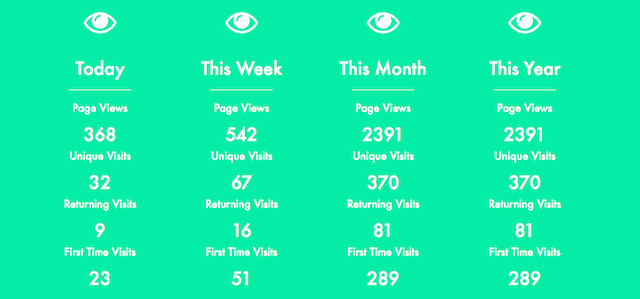 Today
Page Views
368
Unique Visits
32
Returning Visits
9
First Time Visits
23
This Week
Page Views
542
Unique Visits
67
Returning Visits
16
First Time Visits
51
This Month
Page Views
2391
Unique Visits
370
Returning Visits
81
First Time Visits
289
This Year
Page Views
2391
Unique Visits
370
Returning Visits
81
First Time Visits
289